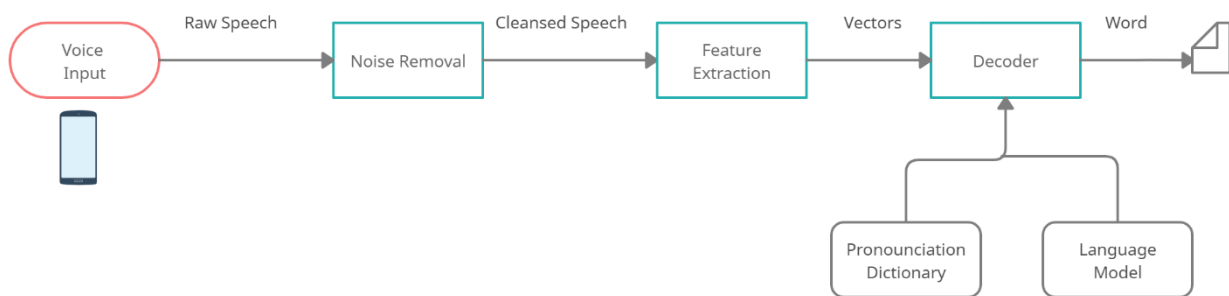 Raw Speech
Cleansed Speech
Vectors
Word
Voice
Input
Noise Removal
Feature
Extraction
Decoder
Pronounciation
Dictionary
Language
Model